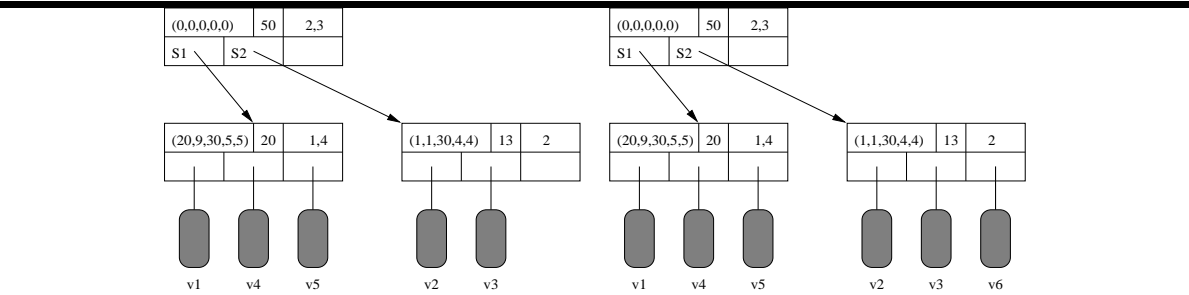 (0,0,0,0,0) 50 2,3 (0,0,0,0,0) 50 2,3
S1 S2 S1 S2
(20,9,30,5,5) 20 1,4 (1,1,30,4,4) 13 2 (20,9,30,5,5) 20 1,4 (1,1,30,4,4) 13 2
v1 v4 v5 v2 v3 v1 v4 v5 v2 v3 v6